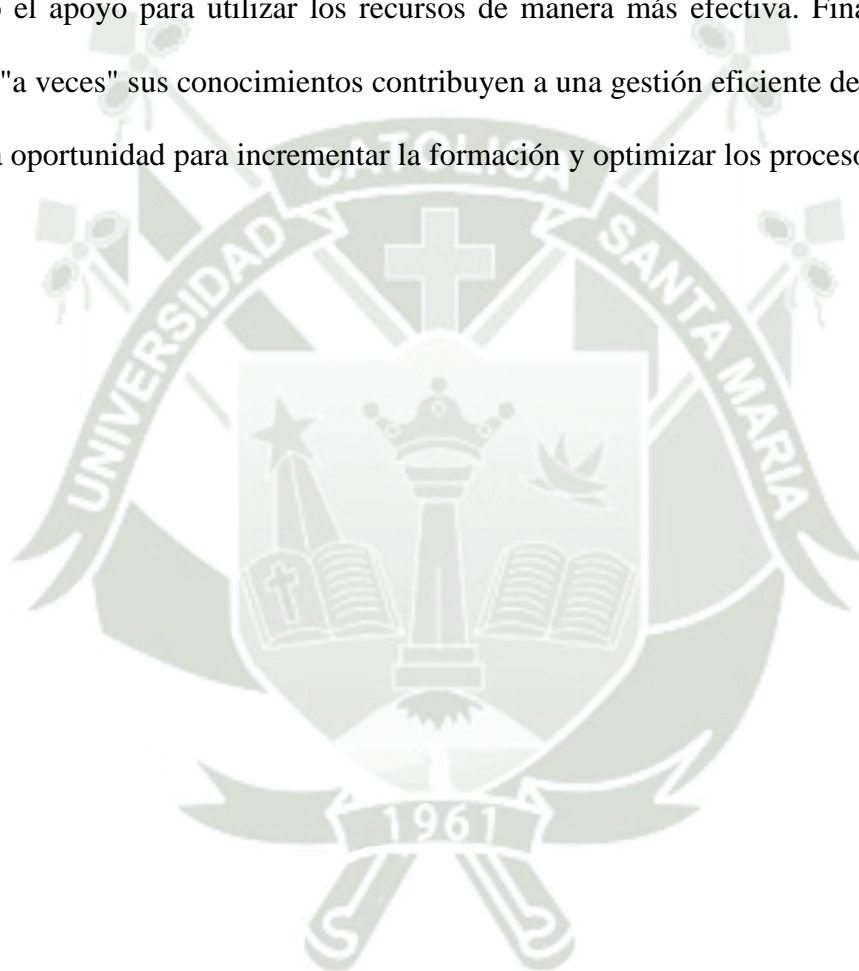 o el apoyo para utilizar los recursos de manera más efectiva. Fina
"a veces" sus conocimientos contribuyen a una gestión eficiente de
a oportunidad para incrementar la formación y optimizar los proceso
UNIVERSIDAD CATOLICA SANTA MARIA
1961